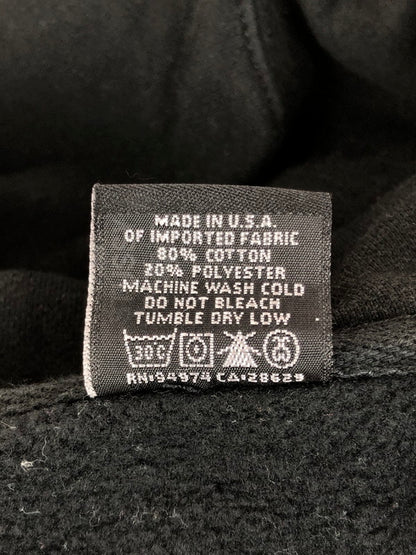 MADE IN U.S.A.
OF IMPORTED FABRIC
80% COTTON
20% POLYESTER
MACHINE WASH COLD
DO NOT BLEACH
TUMBLE DRY LOW
30C
RN:94974 CA:28629